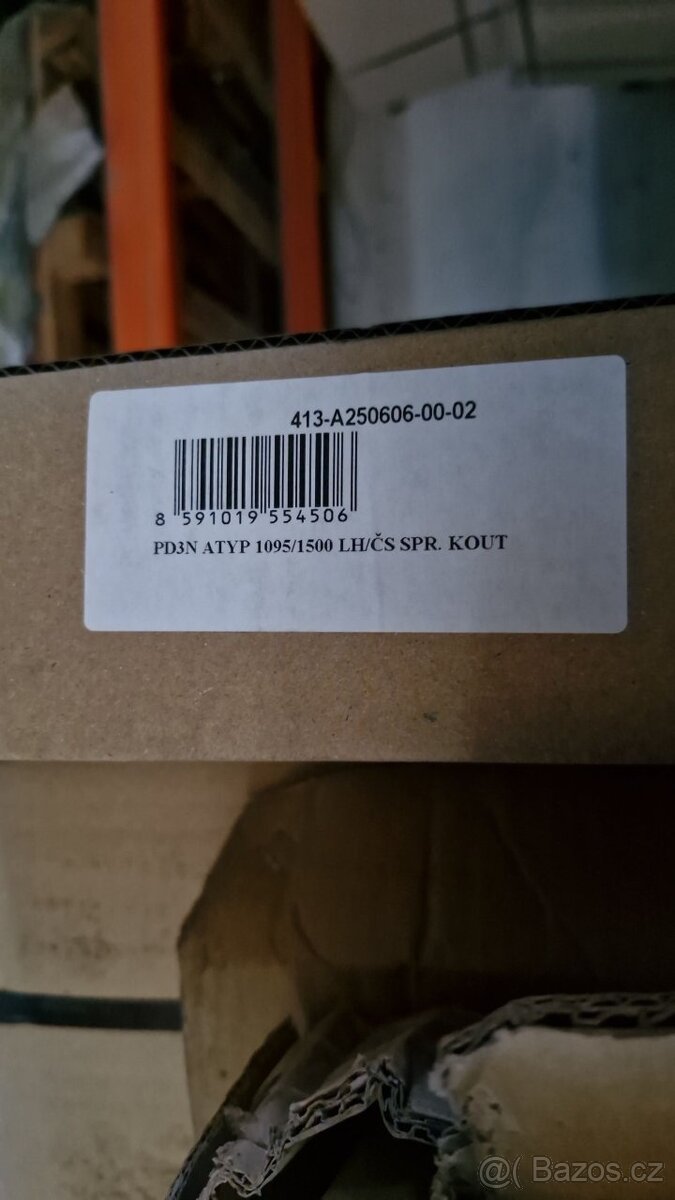 413-A250606-00-02
8 591019 554506
PD3N ATYP 1095/1500 LH/ČS SPR. KOUT
@( Bazos.cz